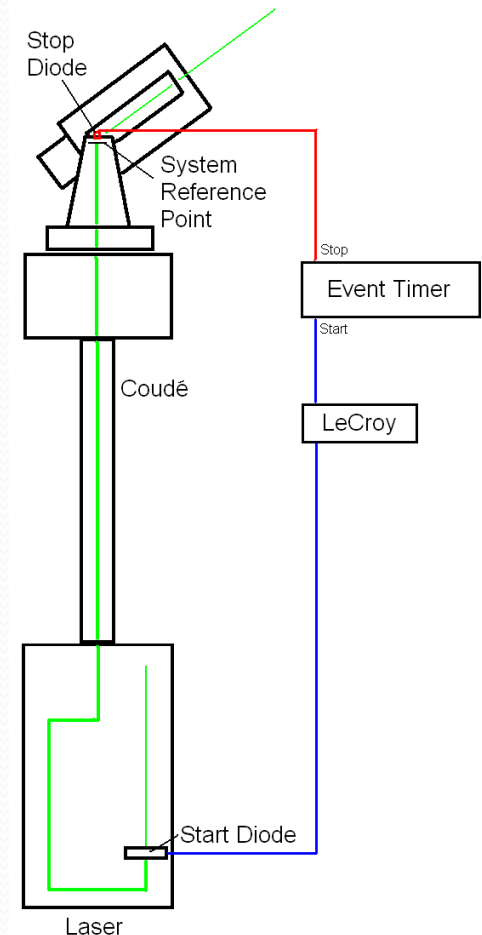 Stop
Diode
System
Reference
Point
Stop
Event Timer
Start
Coudé
LeCroy
Start Diode
Laser